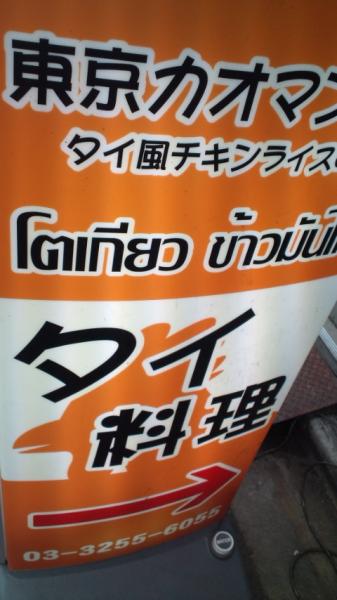 東京カオマン
タイ風チキンライス
โตเกียว ข้าวมัน
タイ
料理
03-3255-6055